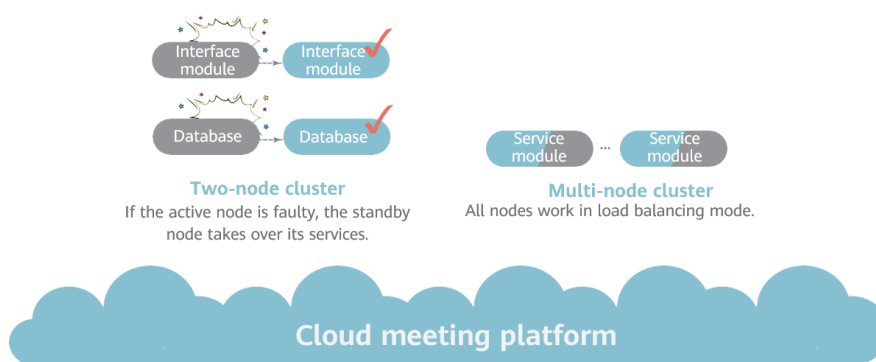 Interface
module
Interface
module
Database
Database
Two-node cluster
If the active node is faulty, the standby
node takes over its services.
Service
module
...
Service
module
Multi-node cluster
All nodes work in load balancing mode.
Cloud meeting platform